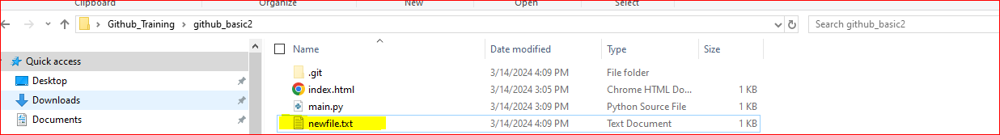 Clipboard Organize New Open Select
Github_Training > github_basic2 Search github_basic2
Name Date modified Type Size
Quick access
.git 3/14/2024 4:09 PM File folder
Desktop
index.html 3/14/2024 3:05 PM Chrome HTML Do... 1 KB
Downloads
main.py 3/14/2024 3:09 PM Python Source File 1 KB
Documents
newfile.txt 3/14/2024 4:09 PM Text Document 1 KB